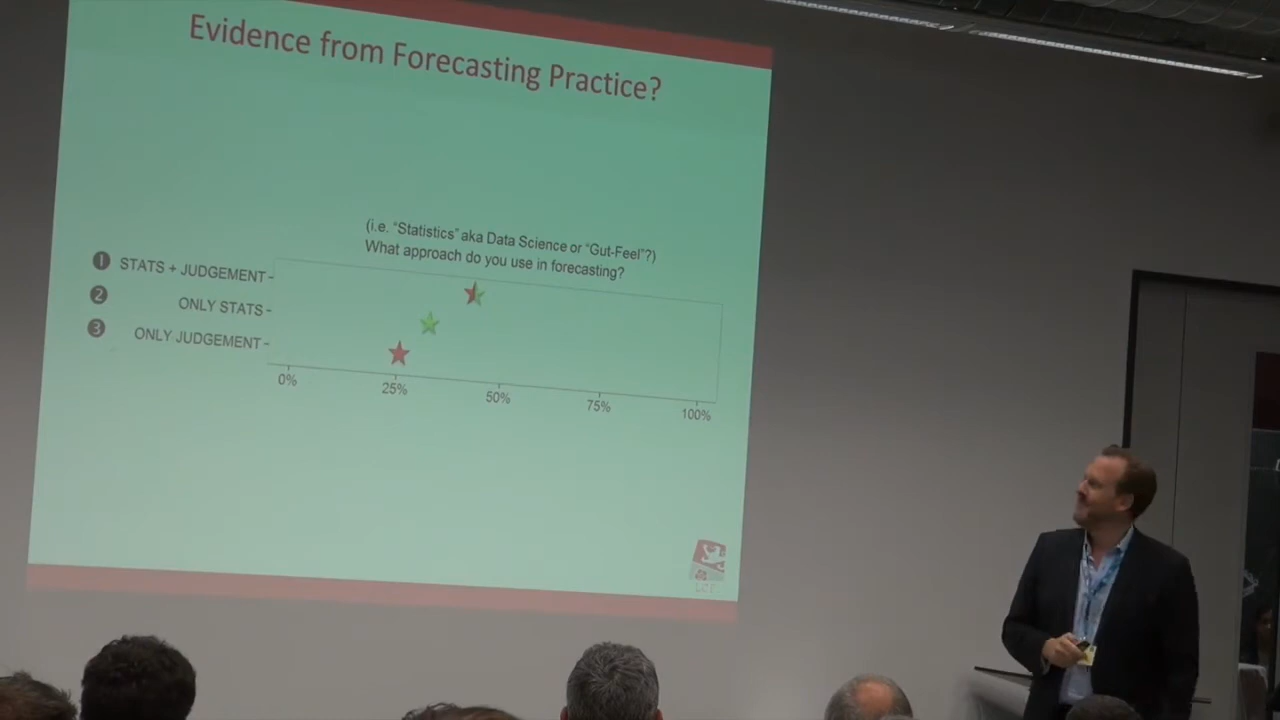 Evidence from Forecasting Practice?
(i.e. “Statistics” aka Data Science or “Gut-Feel”?)
What approach do you use in forecasting?
1 STATS + JUDGEMENT -
2 ONLY STATS -
3 ONLY JUDGEMENT -
0% 25% 50% 75% 100%